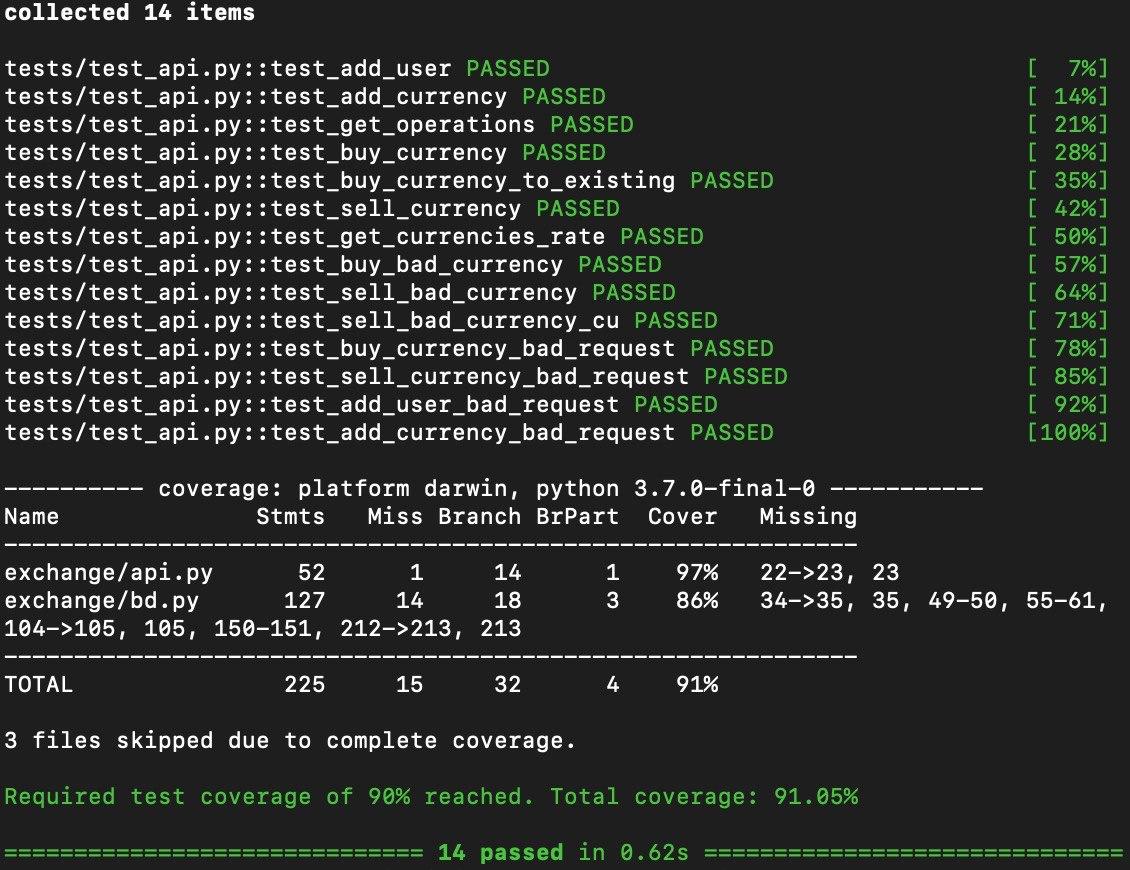 collected 14 items
tests/test_api.py::test_add_user PASSED [  7%]
tests/test_api.py::test_add_currency PASSED [ 14%]
tests/test_api.py::test_get_operations PASSED [ 21%]
tests/test_api.py::test_buy_currency PASSED [ 28%]
tests/test_api.py::test_buy_currency_to_existing PASSED [ 35%]
tests/test_api.py::test_sell_currency PASSED [ 42%]
tests/test_api.py::test_get_currencies_rate PASSED [ 50%]
tests/test_api.py::test_buy_bad_currency PASSED [ 57%]
tests/test_api.py::test_sell_bad_currency PASSED [ 64%]
tests/test_api.py::test_sell_bad_currency_cu PASSED [ 71%]
tests/test_api.py::test_buy_currency_bad_request PASSED [ 78%]
tests/test_api.py::test_sell_currency_bad_request PASSED [ 85%]
tests/test_api.py::test_add_user_bad_request PASSED [ 92%]
tests/test_api.py::test_add_currency_bad_request PASSED [100%]
---------- coverage: platform darwin, python 3.7.0-final-0 -----------
Name              Stmts   Miss Branch BrPart  Cover   Missing
-------------------------------------------------------------
exchange/api.py      52      1     14      1    97%   22->23, 23
exchange/bd.py      127     14     18      3    86%   34->35, 35, 49-50, 55-61,
104->105, 105, 150-151, 212->213, 213
-------------------------------------------------------------
TOTAL               225     15     32      4    91%
3 files skipped due to complete coverage.
Required test coverage of 90% reached. Total coverage: 91.05%
============================== 14 passed in 0.62s ==============================